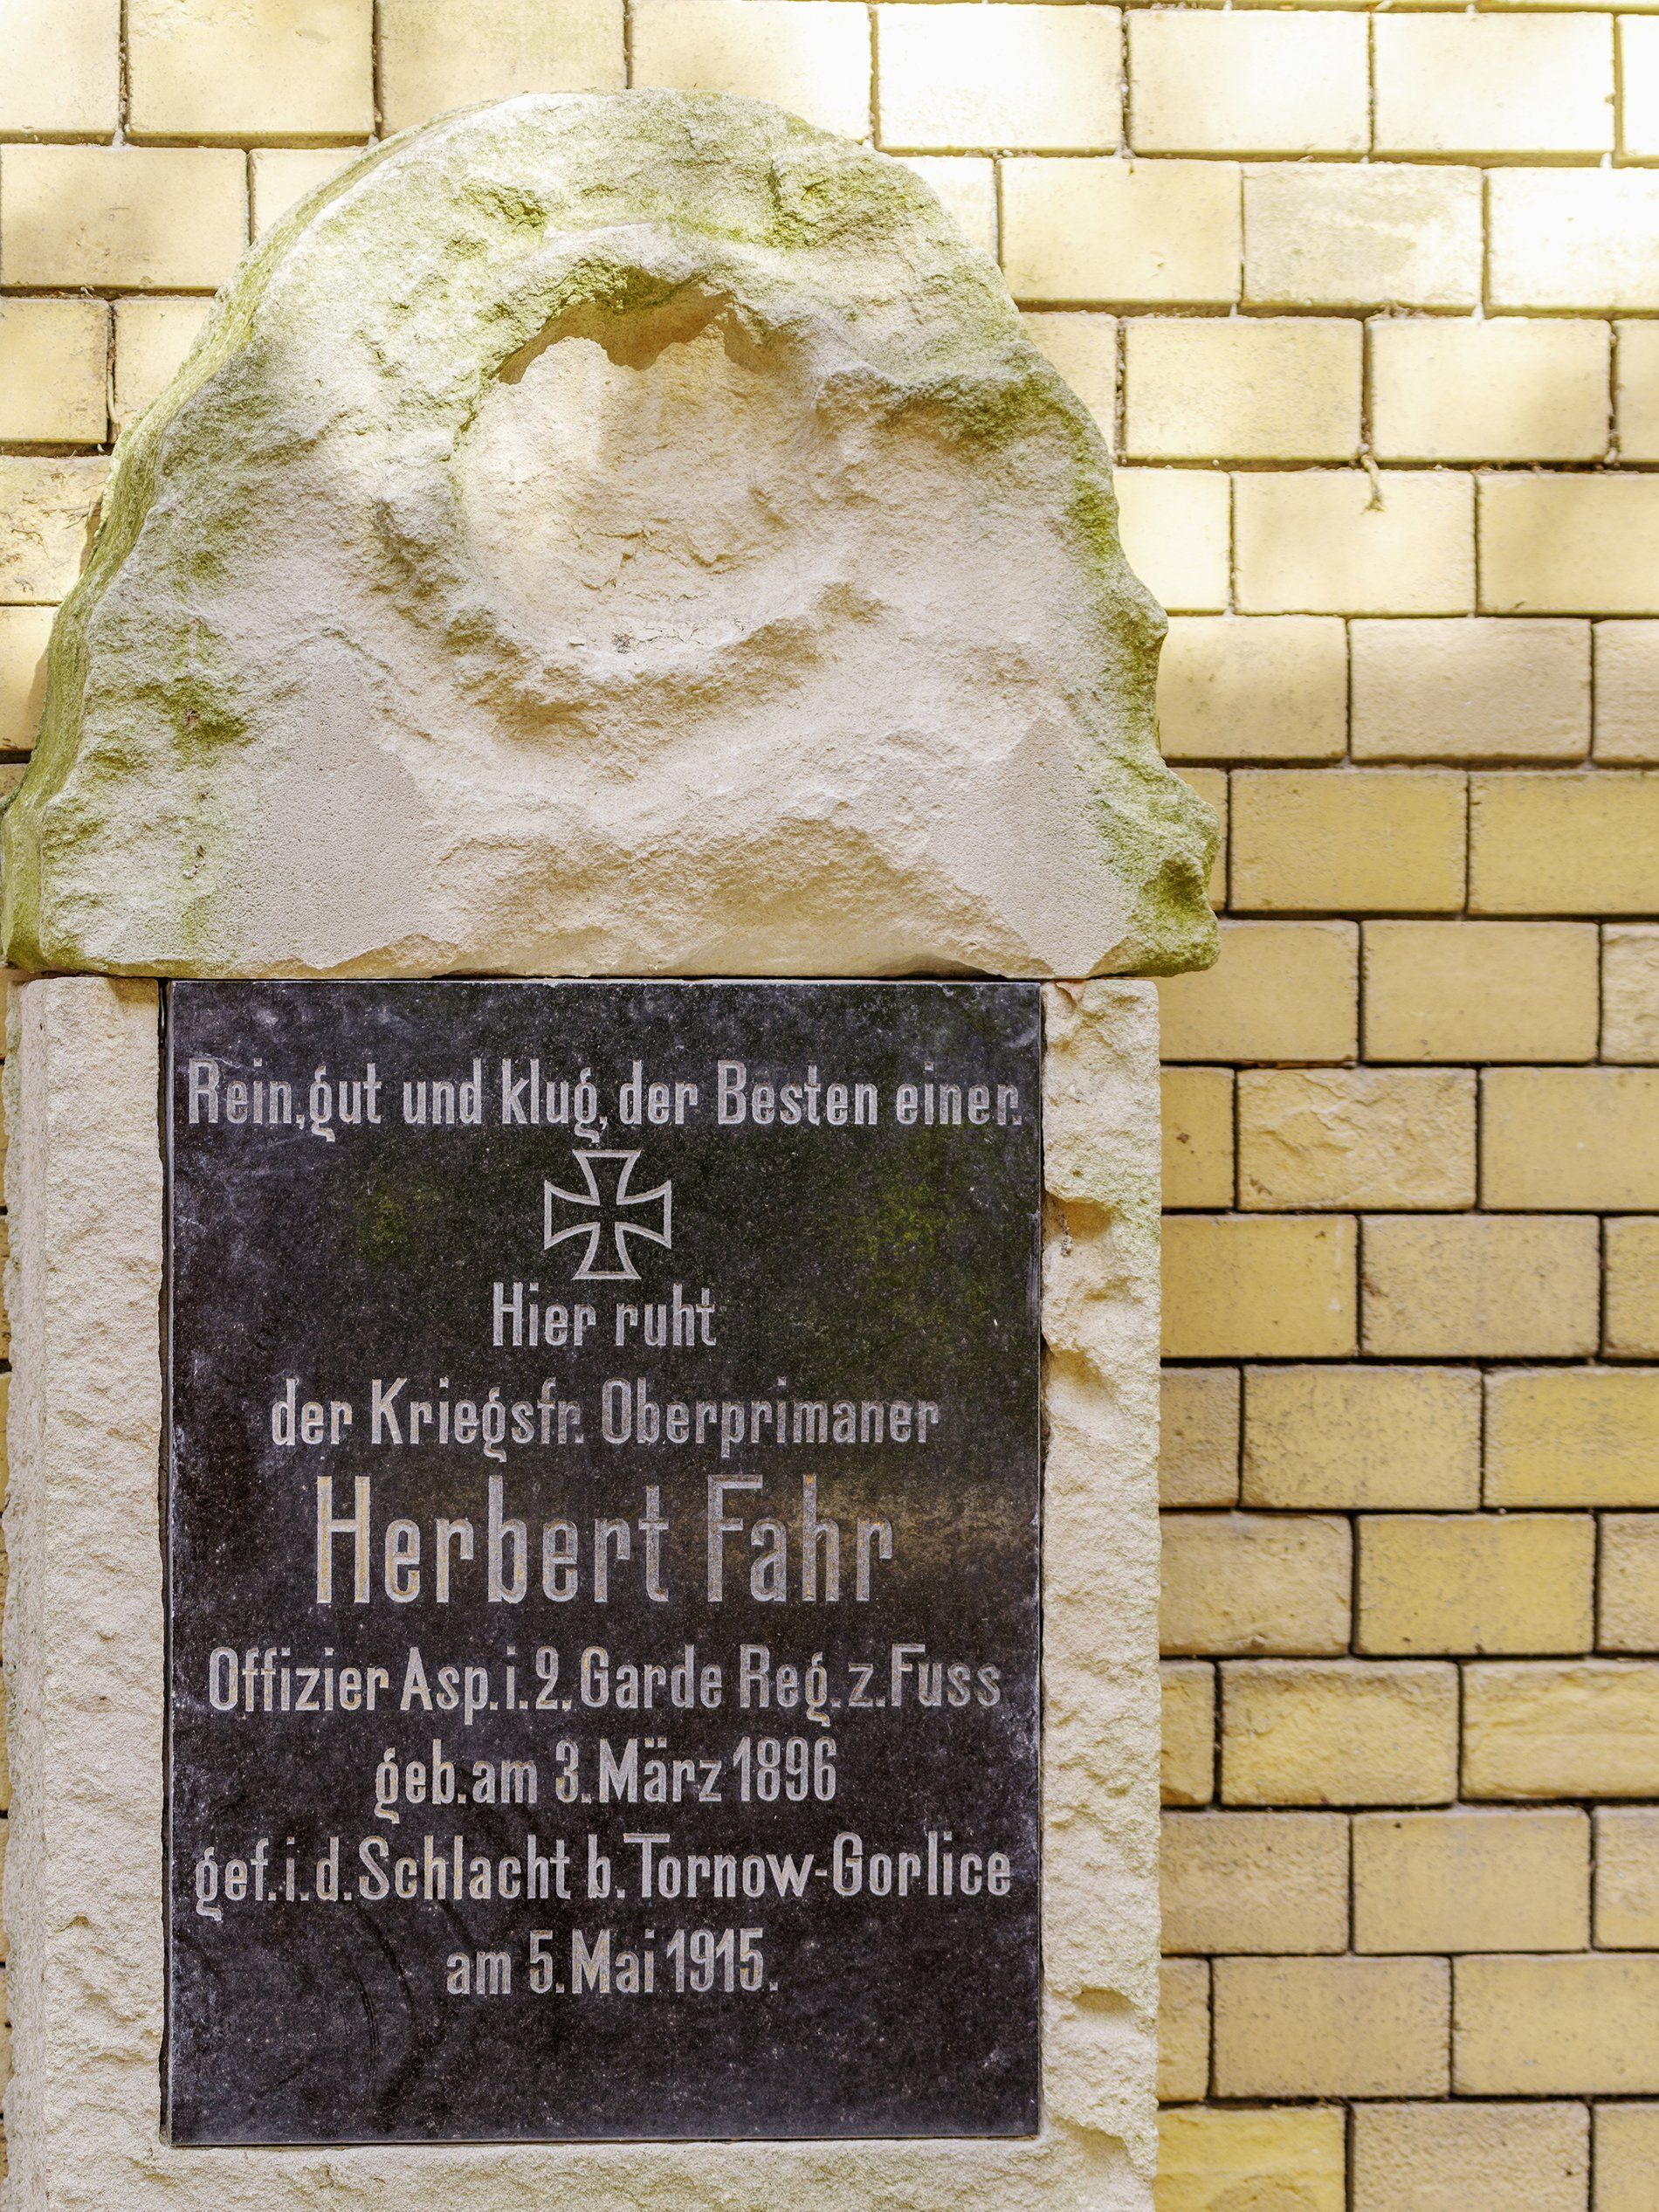 Rein, gut und klug, der Besten einer.
Hier ruht
der Kriegsfr. Oberprimaner
Herbert Fahr
Offizier Asp. i. 2. Garde Reg. z. Fuss
geb. am 3. März 1896
gef. i. d. Schlacht b. Tornow-Gorlice
am 5. Mai 1915.